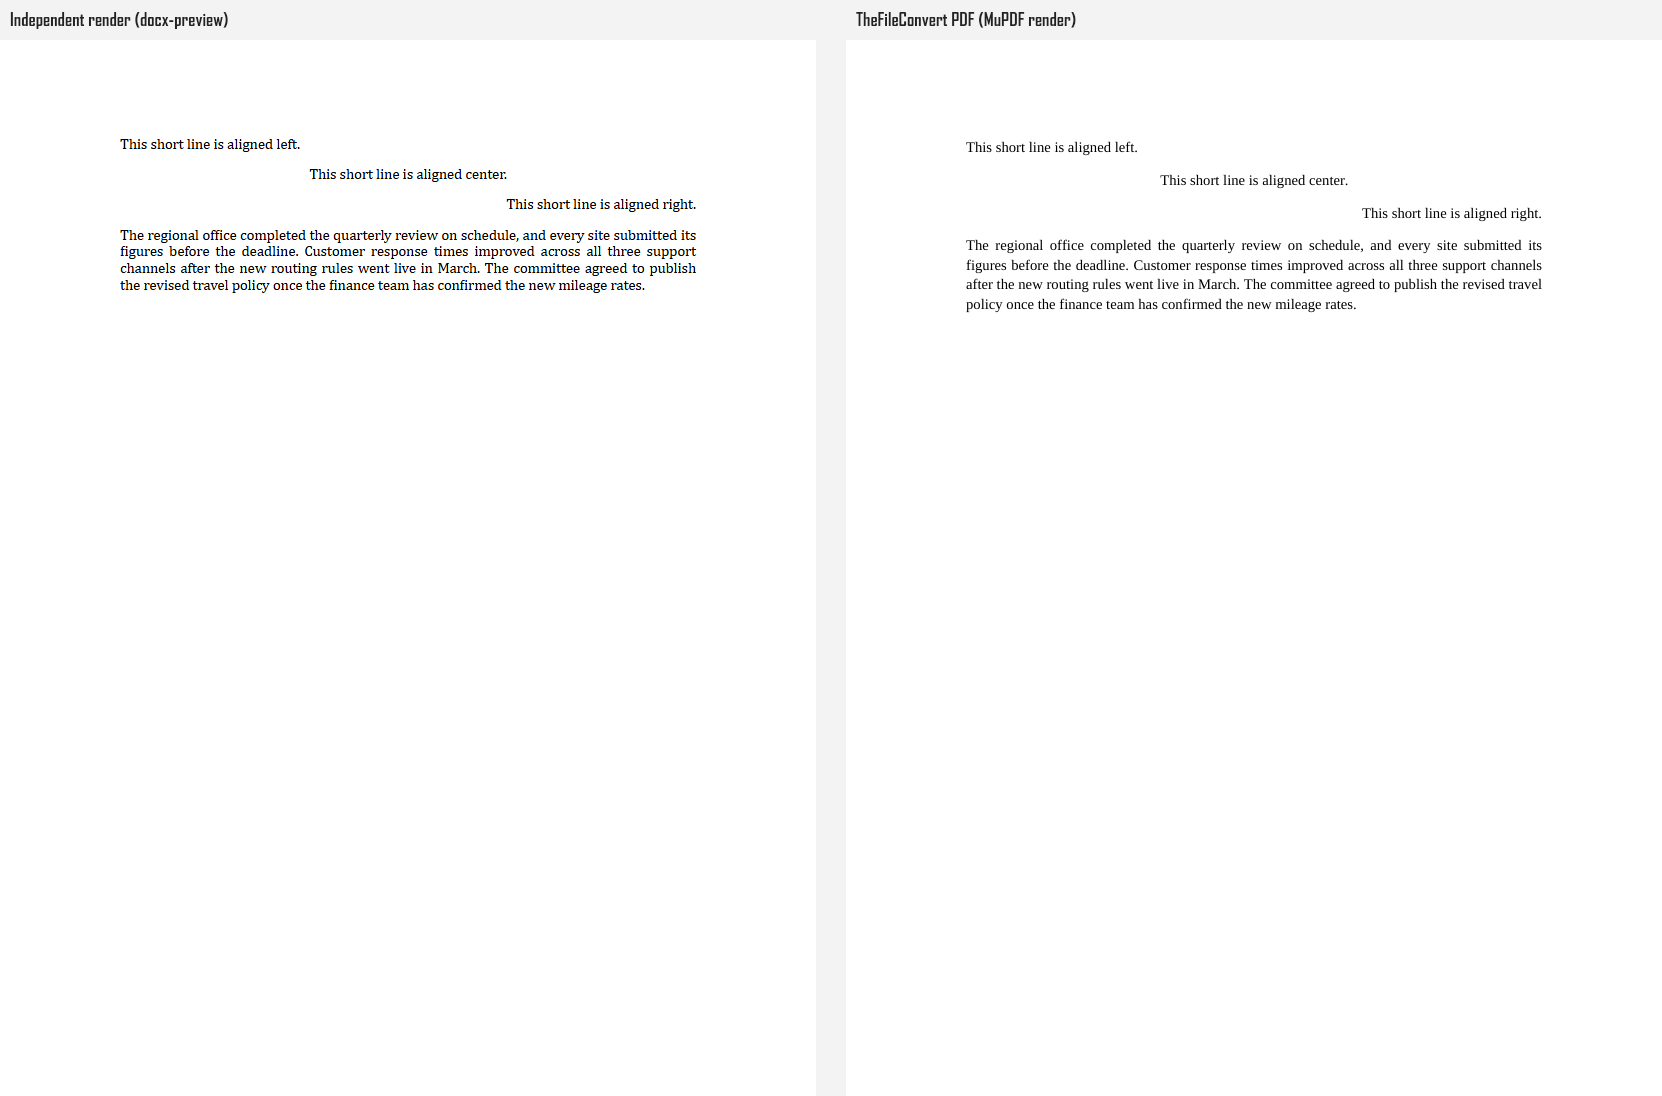 Independent render (docx-preview)
This short line is aligned left.
This short line is aligned center.
This short line is aligned right.
The regional office completed the quarterly review on schedule, and every site submitted its
figures before the deadline. Customer response times improved across all three support
channels after the new routing rules went live in March. The committee agreed to publish
the revised travel policy once the finance team has confirmed the new mileage rates.
TheFileConvert PDF (MuPDF render)
This short line is aligned left.
This short line is aligned center.
This short line is aligned right.
The regional office completed the quarterly review on schedule, and every site submitted its
figures before the deadline. Customer response times improved across all three support channels
after the new routing rules went live in March. The committee agreed to publish the revised travel
policy once the finance team has confirmed the new mileage rates.